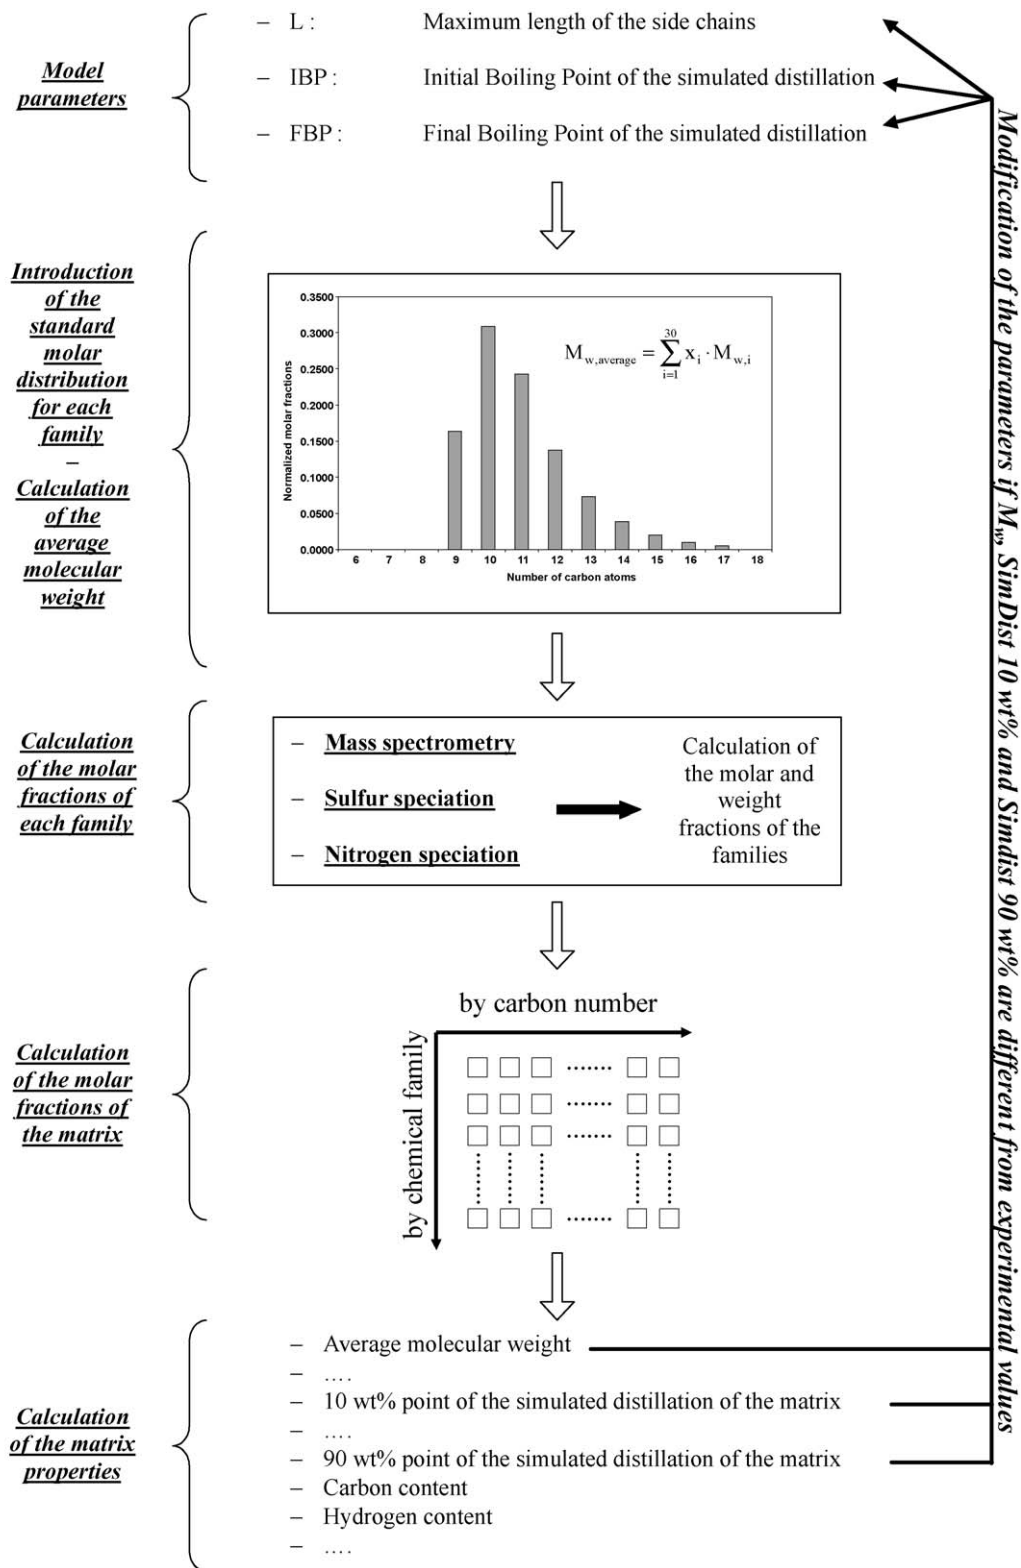 Model
parameters
– L : Maximum length of the side chains
– IBP : Initial Boiling Point of the simulated distillation
– FBP : Final Boiling Point of the simulated distillation
Introduction
of the
standard
molar
distribution
for each
family
–
Calculation
of the
average
molecular
weight
Normalized molar fractions
0.3500
0.3000
0.2500
0.2000
0.1500
0.1000
0.0500
0.0000
6 7 8 9 10 11 12 13 14 15 16 17 18
Number of carbon atoms
M w,average = 30 ∑ i=1 x i · M w,i
Calculation
of the molar
fractions of
each family
– Mass spectrometry
– Sulfur speciation
– Nitrogen speciation
Calculation of
the molar and
weight
fractions of the
families
Calculation
of the molar
fractions of
the matrix
by carbon number
by chemical family
Calculation
of the matrix
properties
– Average molecular weight
– ….
– 10 wt% point of the simulated distillation of the matrix
– ….
– 90 wt% point of the simulated distillation of the matrix
– Carbon content
– Hydrogen content
– ….
Modification of the parameters if Mw, SimDist 10 wt% and Simdist 90 wt% are different from experimental values